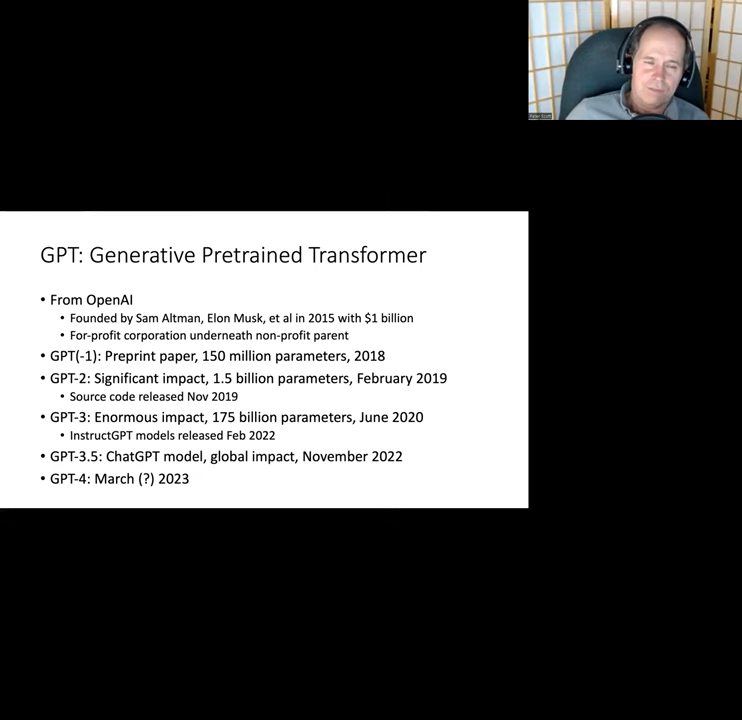 Peter Scott
GPT: Generative Pretrained Transformer
• From OpenAI
• Founded by Sam Altman, Elon Musk, et al in 2015 with $1 billion
• For-profit corporation underneath non-profit parent
• GPT(-1): Preprint paper, 150 million parameters, 2018
• GPT-2: Significant impact, 1.5 billion parameters, February 2019
• Source code released Nov 2019
• GPT-3: Enormous impact, 175 billion parameters, June 2020
• InstructGPT models released Feb 2022
• GPT-3.5: ChatGPT model, global impact, November 2022
• GPT-4: March (?) 2023